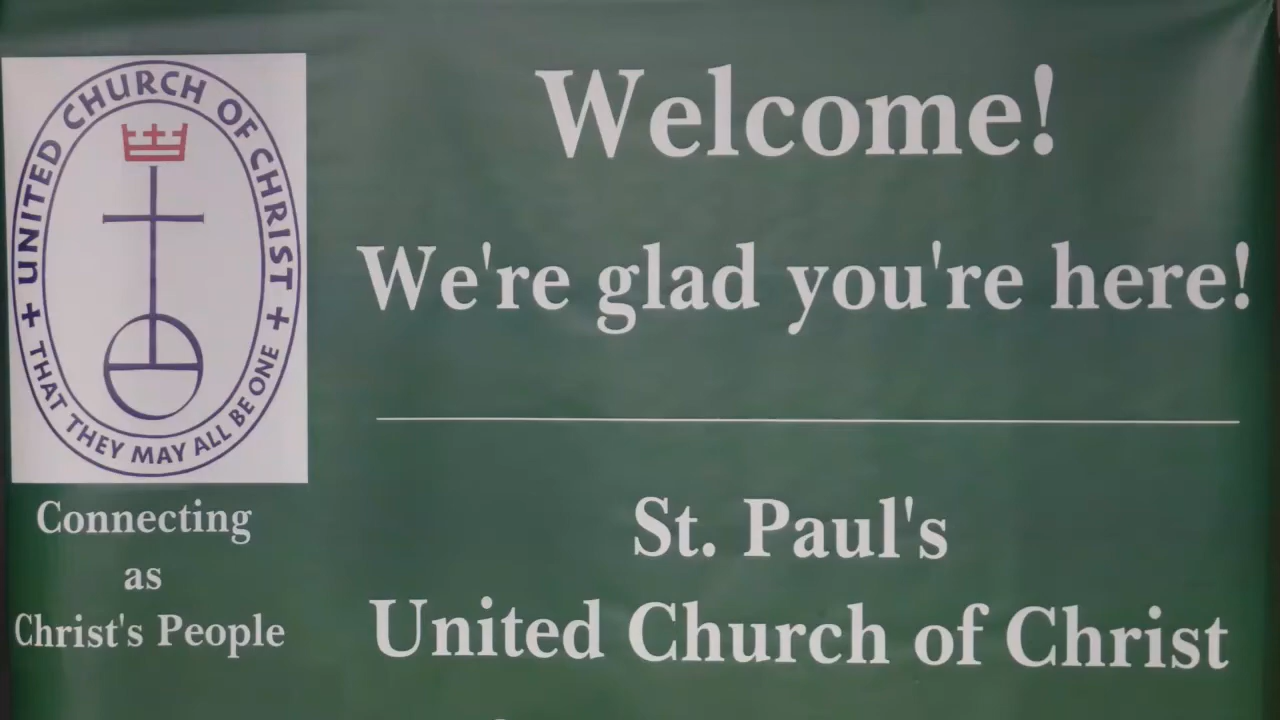 UNITED CHURCH OF CHRIST
THAT THEY MAY ALL BE ONE
Connecting
as
Christ's People
Welcome!
We're glad you're here!
St. Paul's
United Church of Christ